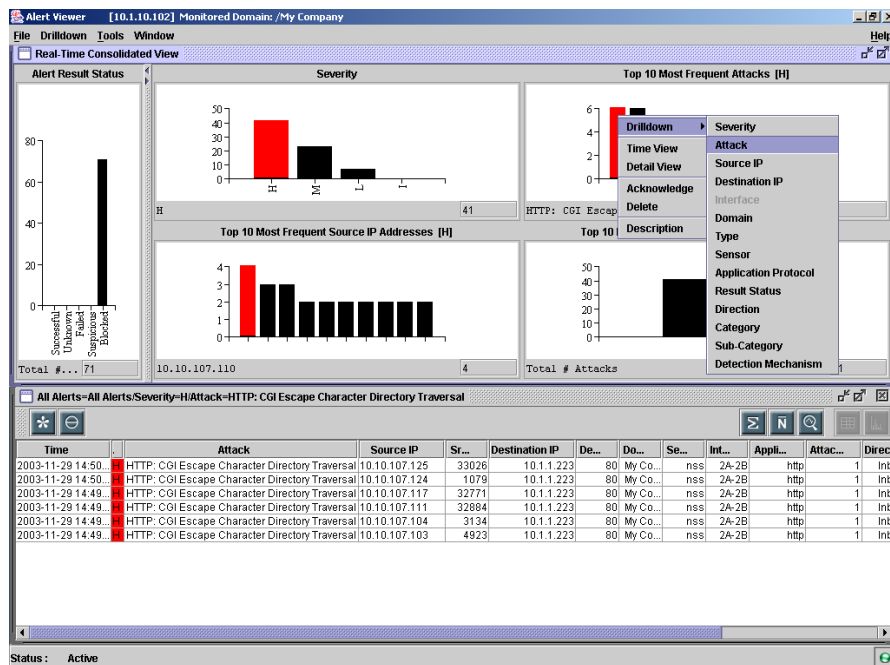 Alert Viewer [10.1.10.102] Monitored Domain: /My Company
File Drilldown Tools Window Help
Real-Time Consolidated View
Alert Result Status
80
60
40
20
0
Successful
Unknown
Failed
Suspicious
Blocked
Total #... 71
Severity
50
40
30
20
10
0
H M L I
H 41
Top 10 Most Frequent Attacks [H]
6
4
2
0
HTTP: CGI Escap
Top 10 Most Frequent Source IP Addresses [H]
4
3
2
1
0
10.10.107.110 4
Top 10
50
40
30
20
10
0
Total # Attacks 1
Drilldown
Time View
Detail View
Acknowledge
Delete
Description
Severity
Attack
Source IP
Destination IP
Interface
Domain
Type
Sensor
Application Protocol
Result Status
Direction
Category
Sub-Category
Detection Mechanism
All Alerts=All Alerts/Severity=H/Attack=HTTP: CGI Escape Character Directory Traversal
Time . Attack Source IP Sr... Destination IP De... Do... Se... Int... Appli... Attac... Direc
2003-11-29 14:50... H HTTP: CGI Escape Character Directory Traversal 10.10.107.125 33026 10.1.1.223 80 My Co... nss 2A-2B http 1 Inb
2003-11-29 14:50... H HTTP: CGI Escape Character Directory Traversal 10.10.107.124 1079 10.1.1.223 80 My Co... nss 2A-2B http 1 Inb
2003-11-29 14:49... H HTTP: CGI Escape Character Directory Traversal 10.10.107.117 32771 10.1.1.223 80 My Co... nss 2A-2B http 1 Inb
2003-11-29 14:49... H HTTP: CGI Escape Character Directory Traversal 10.10.107.111 32884 10.1.1.223 80 My Co... nss 2A-2B http 1 Inb
2003-11-29 14:49... H HTTP: CGI Escape Character Directory Traversal 10.10.107.104 3134 10.1.1.223 80 My Co... nss 2A-2B http 1 Inb
2003-11-29 14:49... H HTTP: CGI Escape Character Directory Traversal 10.10.107.103 4923 10.1.1.223 80 My Co... nss 2A-2B http 1 Inb
Status : Active